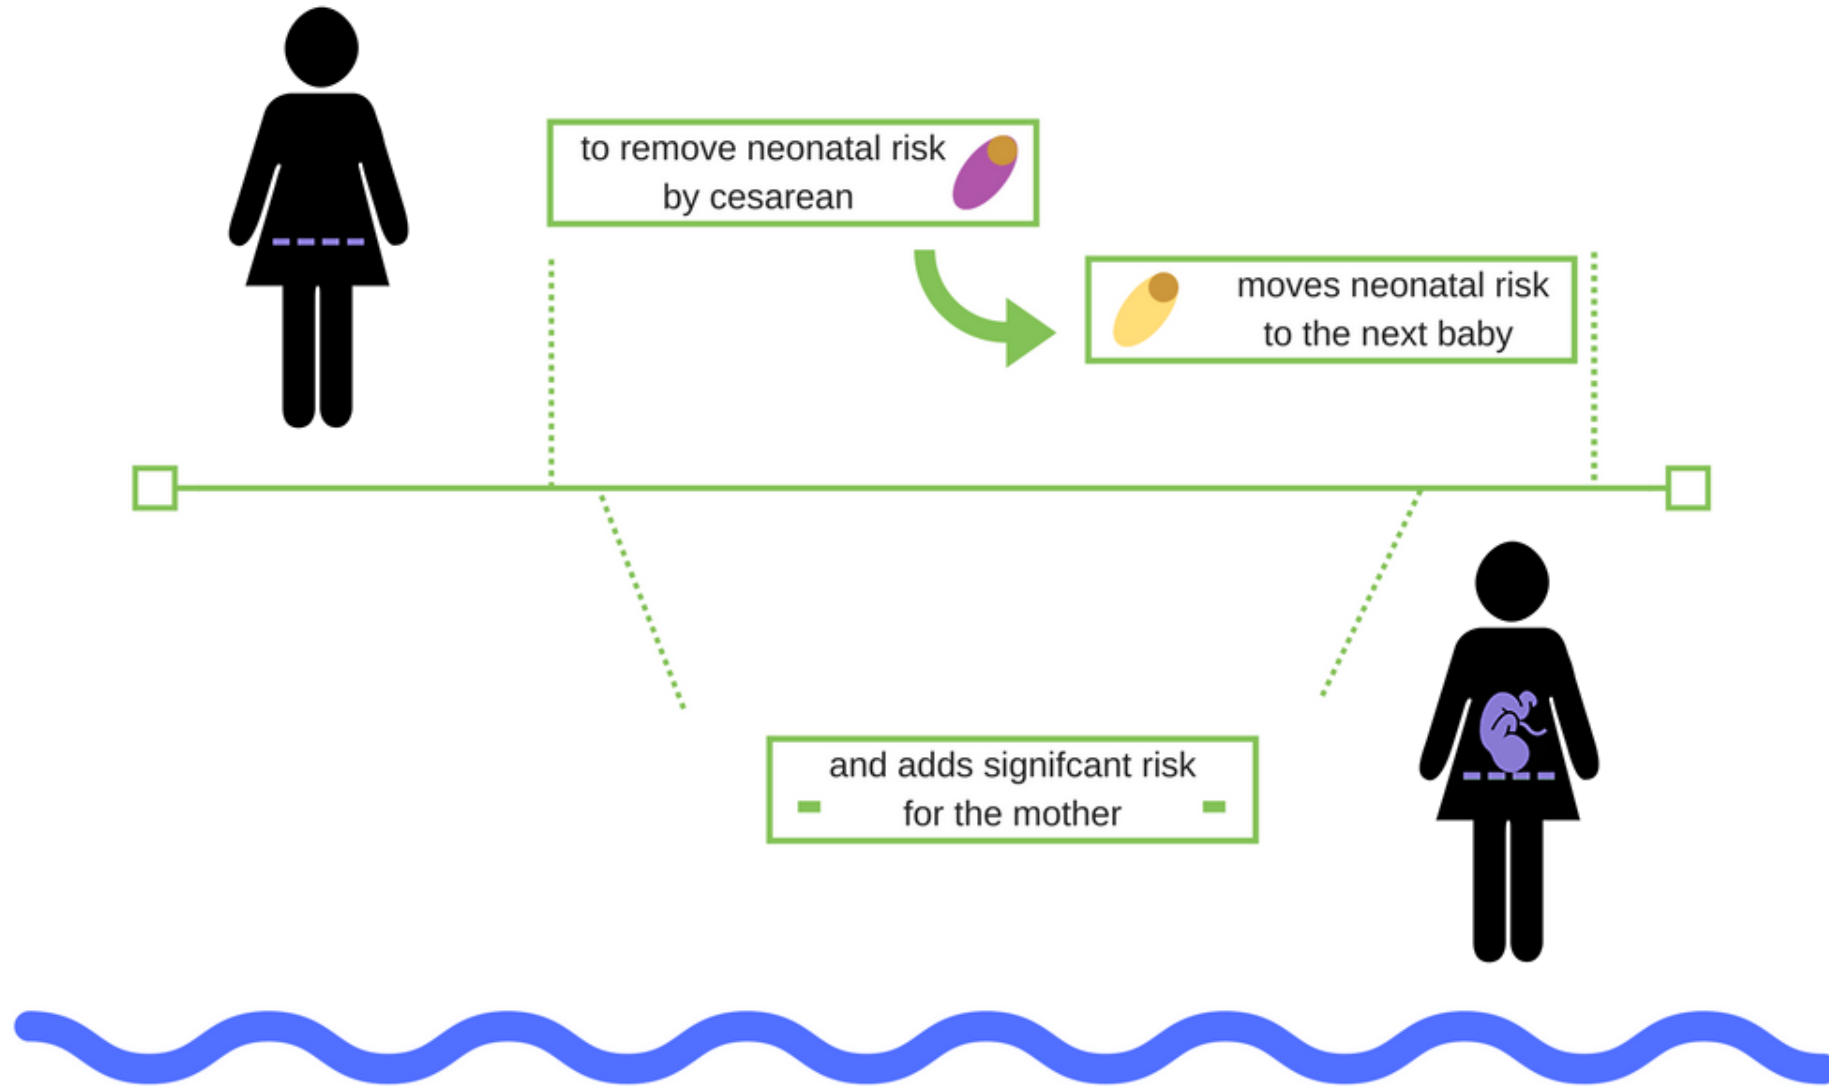 to remove neonatal risk
by cesarean
moves neonatal risk
to the next baby
and adds signifcant risk
for the mother